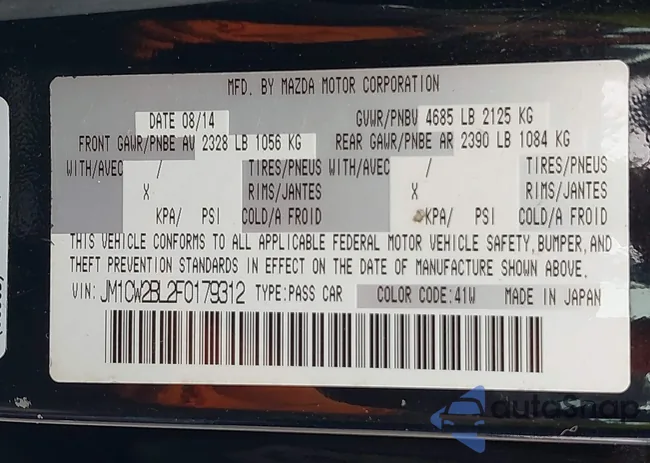 MFD. BY MAZDA MOTOR CORPORATION
DATE 08/14 GVWR/PNBV 4685 LB 2125 KG
FRONT GAWR/PNBE AV 2328 LB 1056 KG REAR GAWR/PNBE AR 2390 LB 1084 KG
WITH/AVEC / TIRES/PNEUS WITH/AVEC / TIRES/PNEUS
X RIMS/JANTES X RIMS/JANTES
KPA/ PSI COLD/A FROID KPA/ PSI COLD/A FROID
THIS VEHICLE CONFORMS TO ALL APPLICABLE FEDERAL MOTOR VEHICLE SAFETY, BUMPER, AND
THEFT PREVENTION STANDARDS IN EFFECT ON THE DATE OF MANUFACTURE SHOWN ABOVE.
VIN: JM1CW2BL2F0179312 TYPE: PASS CAR COLOR CODE: 41W MADE IN JAPAN
autoSnap